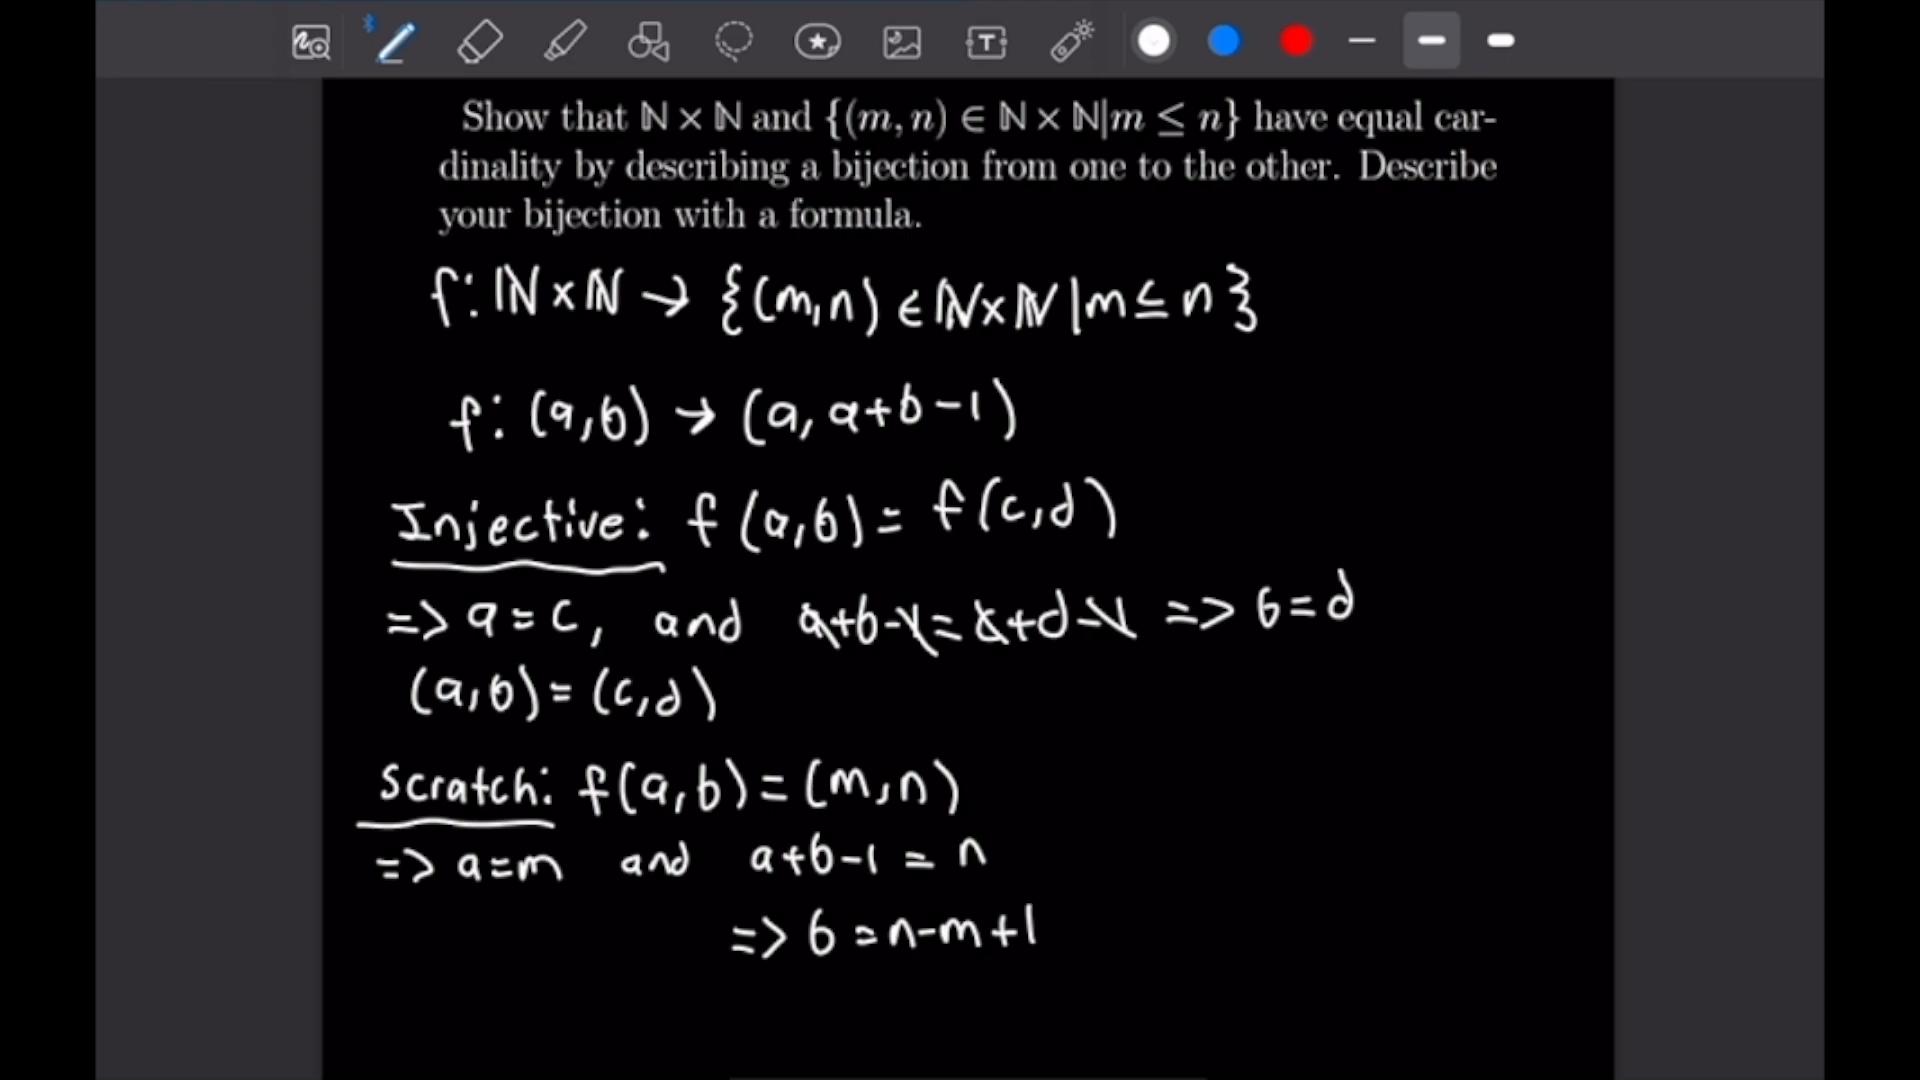 Show that ℕ × ℕ and {(m, n) ∈ ℕ × ℕ|m ≤ n} have equal car-
dinality by describing a bijection from one to the other. Describe
your bijection with a formula.
f: ℕ × ℕ → {(m,n) ∈ ℕ×ℕ |m ≤ n}
f: (a,b) → (a, a+b-1)
Injective: f(a,b) = f(c,d)
=> a = c, and a+b-1 = c+d-1 => b = d
(a,b) = (c,d)
Scratch: f(a,b) = (m,n)
=> a=m and a+b-1 = n
=> b = n-m+1